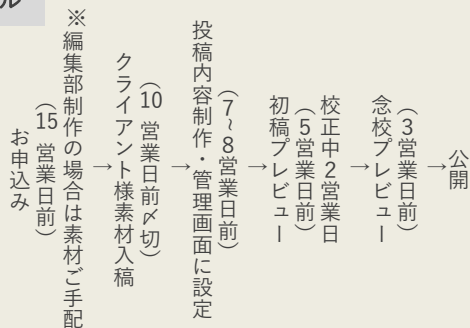 お申込み
（15営業日前）
※編集部制作の場合は素材ご手配
→
クライアント様素材入稿
（10営業日前〆切）
→
投稿内容制作・管理画面に設定
（7~8営業日前）
→
初稿プレビュー
（5営業日前）
校正中2営業日
→
念校プレビュー
（3営業日前）
→
公開